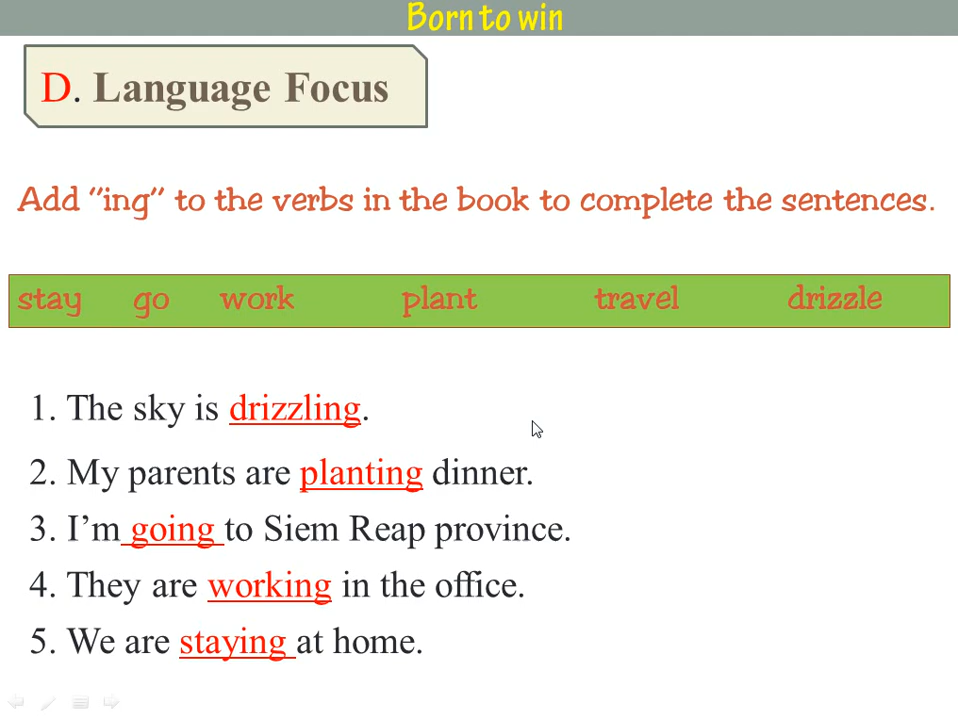 Born to win
D. Language Focus
Add "ing" to the verbs in the book to complete the sentences.
stay go work plant travel drizzle
1. The sky is drizzling.
2. My parents are planting dinner.
3. I'm going to Siem Reap province.
4. They are working in the office.
5. We are staying at home.